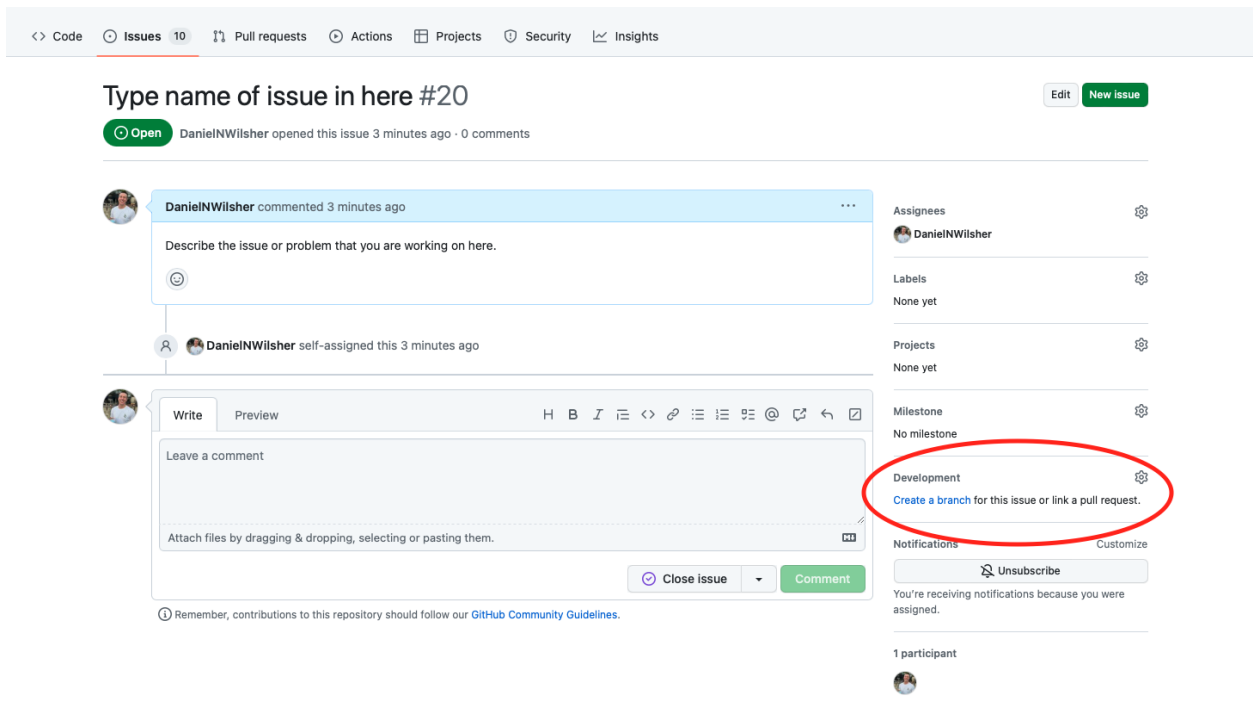 Code
Issues 10
Pull requests
Actions
Projects
Security
Insights
Type name of issue in here #20
Edit
New issue
Open
DanielNWilsher opened this issue 3 minutes ago · 0 comments
DanielNWilsher commented 3 minutes ago
Describe the issue or problem that you are working on here.
DanielNWilsher self-assigned this 3 minutes ago
Write
Preview
Leave a comment
Attach files by dragging & dropping, selecting or pasting them.
Close issue
Comment
Remember, contributions to this repository should follow our GitHub Community Guidelines.
Assignees
DanielNWilsher
Labels
None yet
Projects
None yet
Milestone
No milestone
Development
Create a branch for this issue or link a pull request.
Notifications
Customize
Unsubscribe
You're receiving notifications because you were
assigned.
1 participant